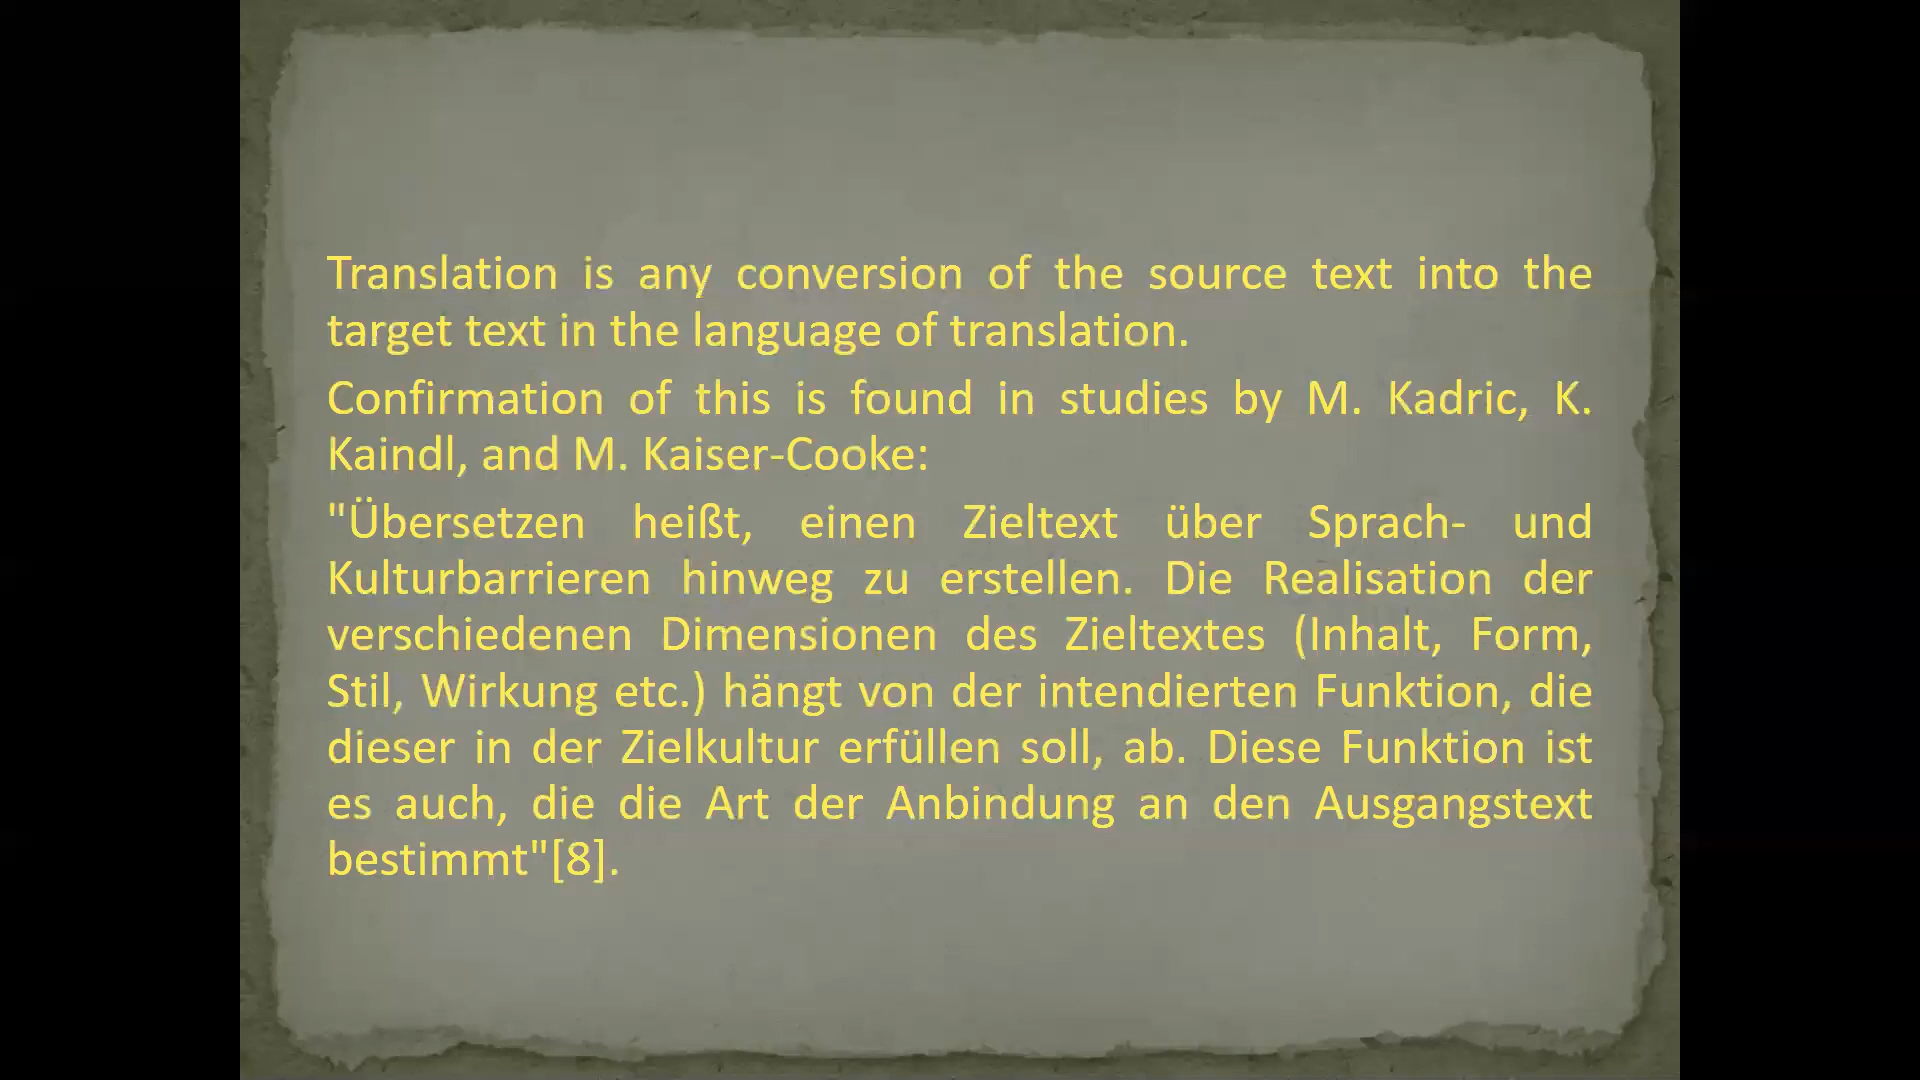 Translation is any conversion of the source text into the
target text in the language of translation.
Confirmation of this is found in studies by M. Kadric, K.
Kaindl, and M. Kaiser-Cooke:
"Übersetzen heißt, einen Zieltext über Sprach- und
Kulturbarrieren hinweg zu erstellen. Die Realisation der
verschiedenen Dimensionen des Zieltextes (Inhalt, Form,
Stil, Wirkung etc.) hängt von der intendierten Funktion, die
dieser in der Zielkultur erfüllen soll, ab. Diese Funktion ist
es auch, die die Art der Anbindung an den Ausgangstext
bestimmt"[8].